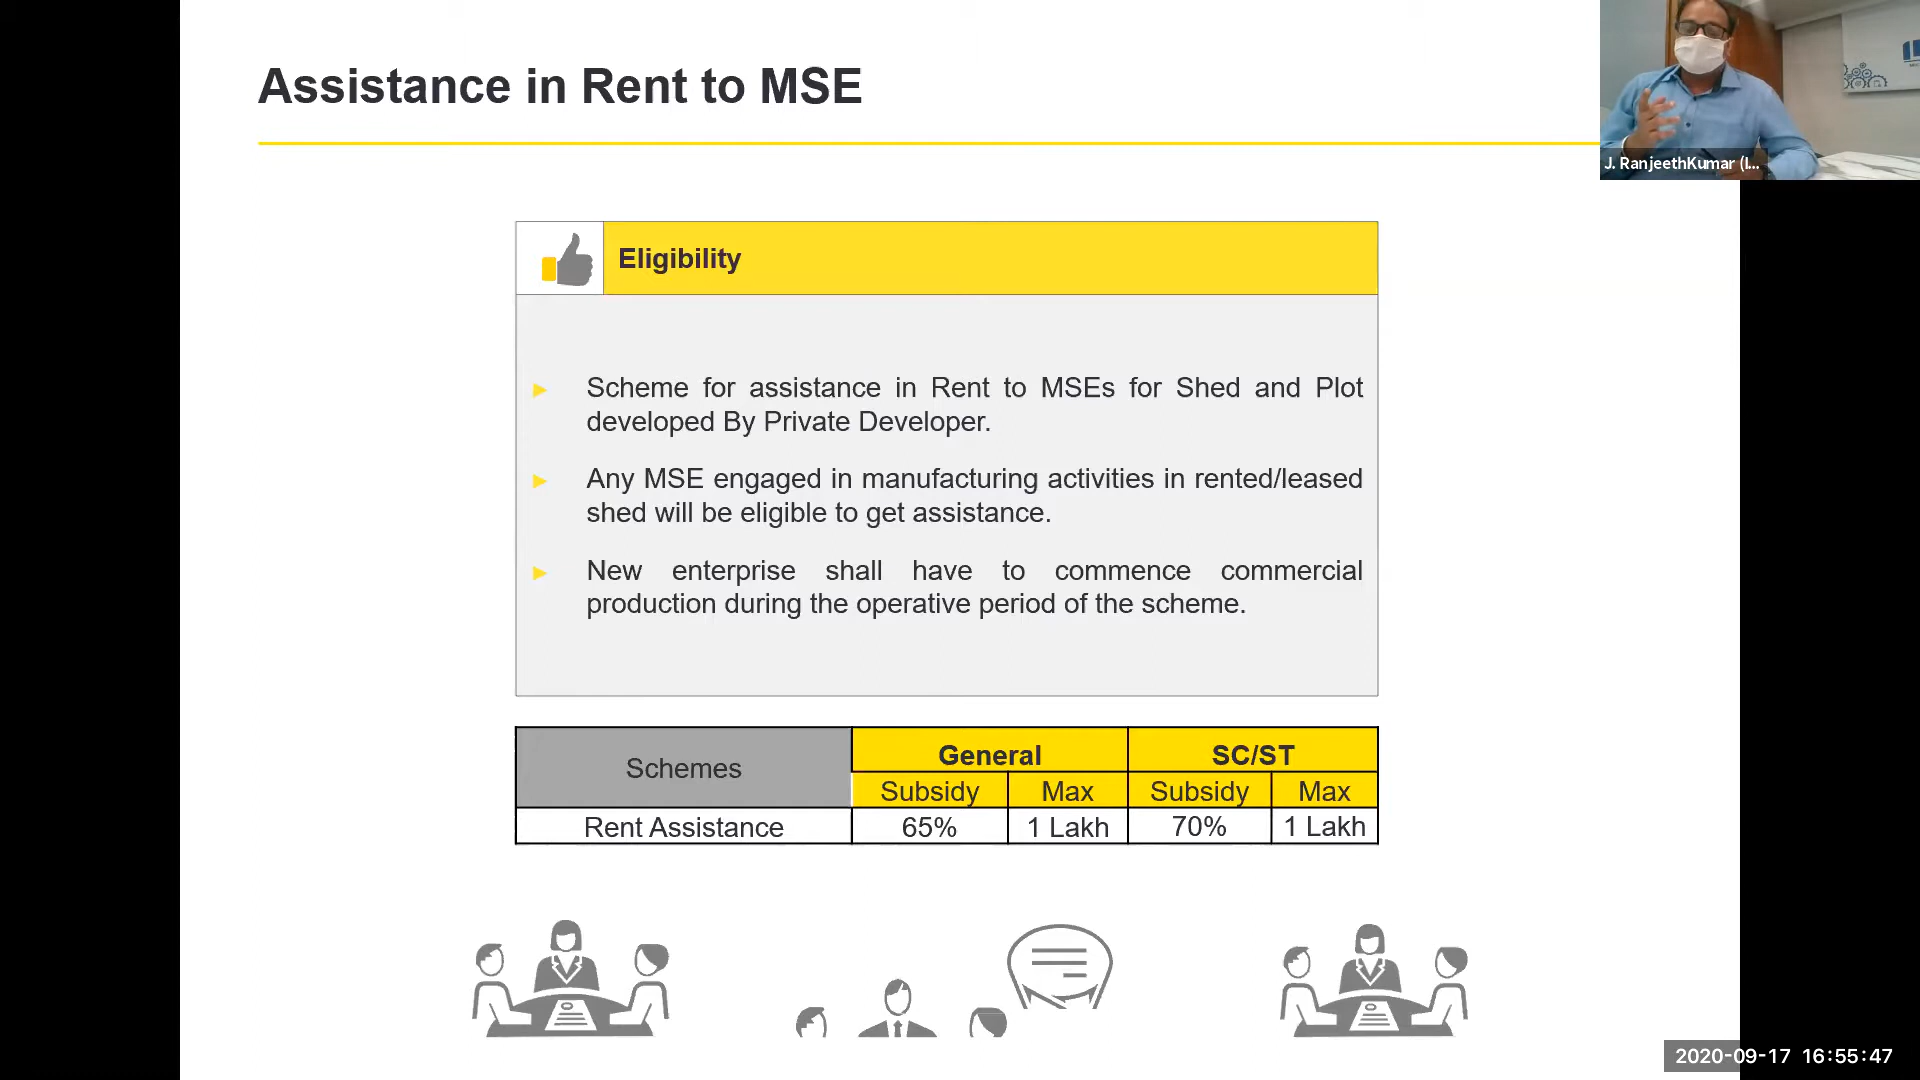 Assistance in Rent to MSE
J. RanjeethKumar (I...
Eligibility
Scheme for assistance in Rent to MSEs for Shed and Plot
developed By Private Developer.
Any MSE engaged in manufacturing activities in rented/leased
shed will be eligible to get assistance.
New enterprise shall have to commence commercial
production during the operative period of the scheme.
Schemes General SC/ST
Subsidy Max Subsidy Max
Rent Assistance 65% 1 Lakh 70% 1 Lakh
2020-09-17 16:55:47